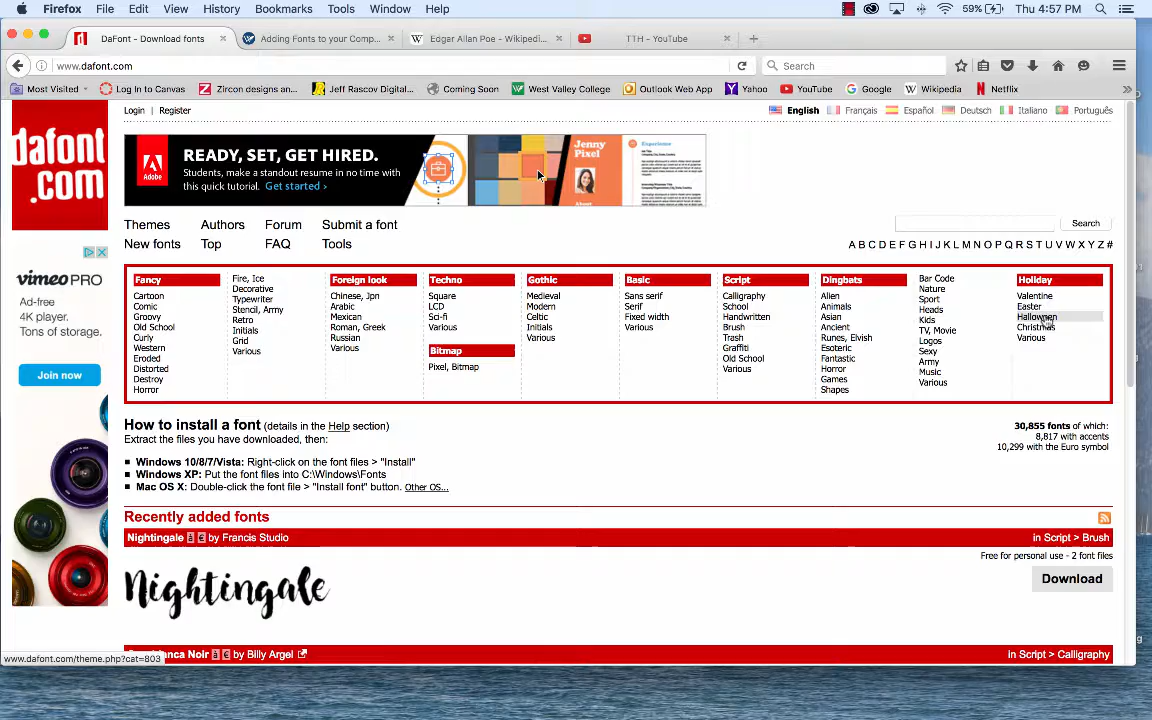 Firefox File Edit View History Bookmarks Tools Window Help 59% Thu 4:57 PM
DaFont - Download fonts × Adding Fonts to your Comp... × Edgar Allan Poe - Wikipedi... × TTH - YouTube × +
www.dafont.com Search
Most Visited Log In to Canvas Zircon designs an... Jeff Rascov Digital... Coming Soon West Valley College Outlook Web App Yahoo YouTube Google Wikipedia Netflix »
Login | Register English Français Español Deutsch Italiano Português
dafont
.com
Adobe
READY, SET, GET HIRED.
Students, make a standout resume in no time with
this quick tutorial. Get started ›
Jenny
Pixel
About
Experience
Themes Authors Forum Submit a font
New fonts Top FAQ Tools
Search
A B C D E F G H I J K L M N O P Q R S T U V W X Y Z #
vimeo PRO
Ad-free
4K player.
Tons of storage.
Join now
Fancy
Cartoon
Comic
Groovy
Old School
Curly
Western
Eroded
Distorted
Destroy
Horror
Fire, Ice
Decorative
Typewriter
Stencil, Army
Retro
Initials
Grid
Various
Foreign look
Chinese, Jpn
Arabic
Mexican
Roman, Greek
Russian
Various
Techno
Square
LCD
Sci-fi
Various
Bitmap
Pixel, Bitmap
Gothic
Medieval
Modern
Celtic
Initials
Various
Basic
Sans serif
Serif
Fixed width
Various
Script
Calligraphy
School
Handwritten
Brush
Trash
Graffiti
Old School
Various
Dingbats
Alien
Animals
Asian
Ancient
Runes, Elvish
Esoteric
Fantastic
Horror
Games
Shapes
Bar Code
Nature
Sport
Heads
Kids
TV, Movie
Logos
Sexy
Army
Music
Various
Holiday
Valentine
Easter
Halloween
Christmas
Various
How to install a font (details in the Help section)
Extract the files you have downloaded, then:
Windows 10/8/7/Vista: Right-click on the font files > "Install"
Windows XP: Put the font files into C:\Windows\Fonts
Mac OS X: Double-click the font file > "Install font" button. Other OS...
30,855 fonts of which:
8,817 with accents
10,299 with the Euro symbol
Recently added fonts
Nightingale à € by Francis Studio in Script > Brush
Free for personal use - 2 font files
Nightingale
Download
anca Noir à € by Billy Argel in Script > Calligraphy
www.dafont.com/theme.php?cat=803